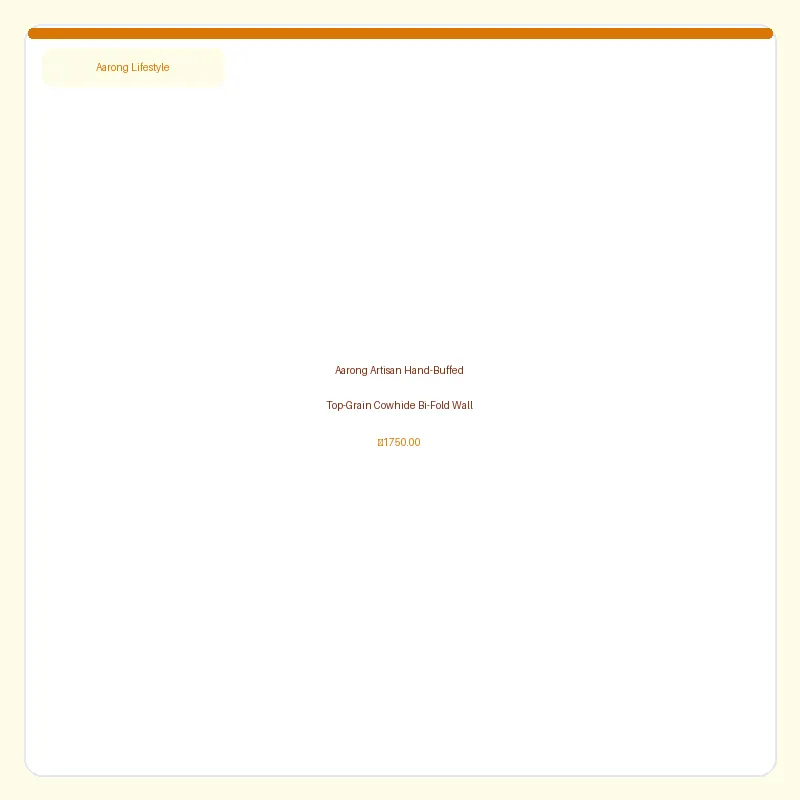 Aarong Lifestyle
Aarong Artisan Hand-Buffed
Top-Grain Cowhide Bi-Fold Wall
1750.00